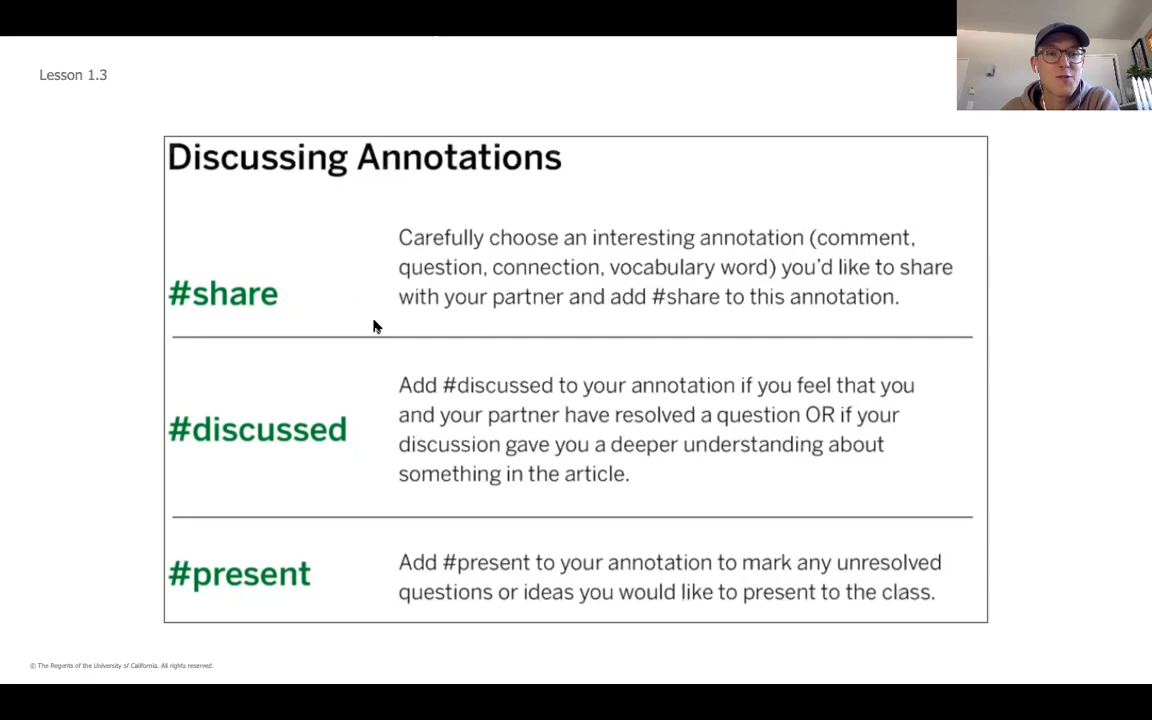 Lesson 1.3
Discussing Annotations
#share
Carefully choose an interesting annotation (comment,
question, connection, vocabulary word) you’d like to share
with your partner and add #share to this annotation.
#discussed
Add #discussed to your annotation if you feel that you
and your partner have resolved a question OR if your
discussion gave you a deeper understanding about
something in the article.
#present
Add #present to your annotation to mark any unresolved
questions or ideas you would like to present to the class.
© The Regents of the University of California. All rights reserved.